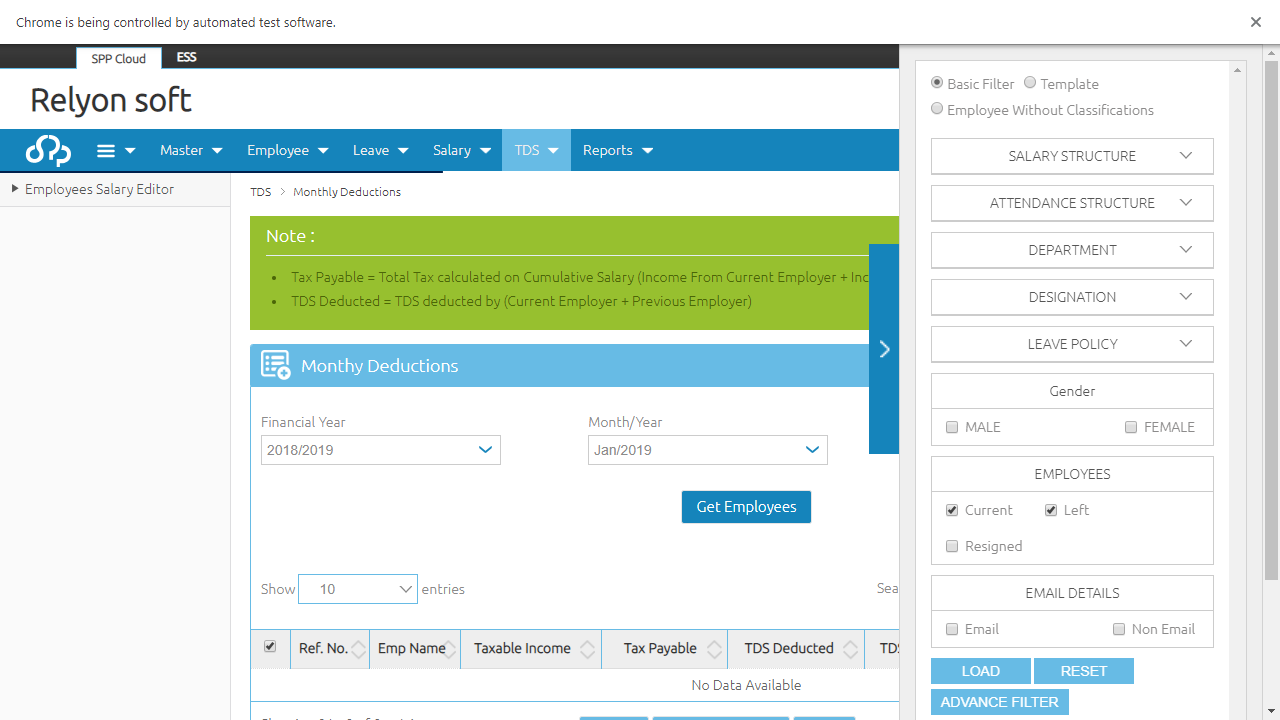 Chrome is being controlled by automated test software.
SPP Cloud
ESS
Relyon soft
Master
Employee
Leave
Salary
TDS
Reports
Employees Salary Editor
TDS
Monthly Deductions
Note :
Tax Payable = Total Tax calculated on Cumulative Salary (Income From Current Employer +
TDS Deducted = TDS deducted by (Current Employer + Previous Employer)
Monthy Deductions
Financial Year
Month/Year
2018/2019
Jan/2019
Get Employees
Show 10 entries
Ref. No.
Emp Name
Taxable Income
Tax Payable
TDS Deducted
No Data Available
Basic Filter
Template
Employee Without Classifications
SALARY STRUCTURE
ATTENDANCE STRUCTURE
DEPARTMENT
DESIGNATION
LEAVE POLICY
Gender
MALE
FEMALE
EMPLOYEES
Current
Left
Resigned
EMAIL DETAILS
Email
Non Email
LOAD
RESET
ADVANCE FILTER